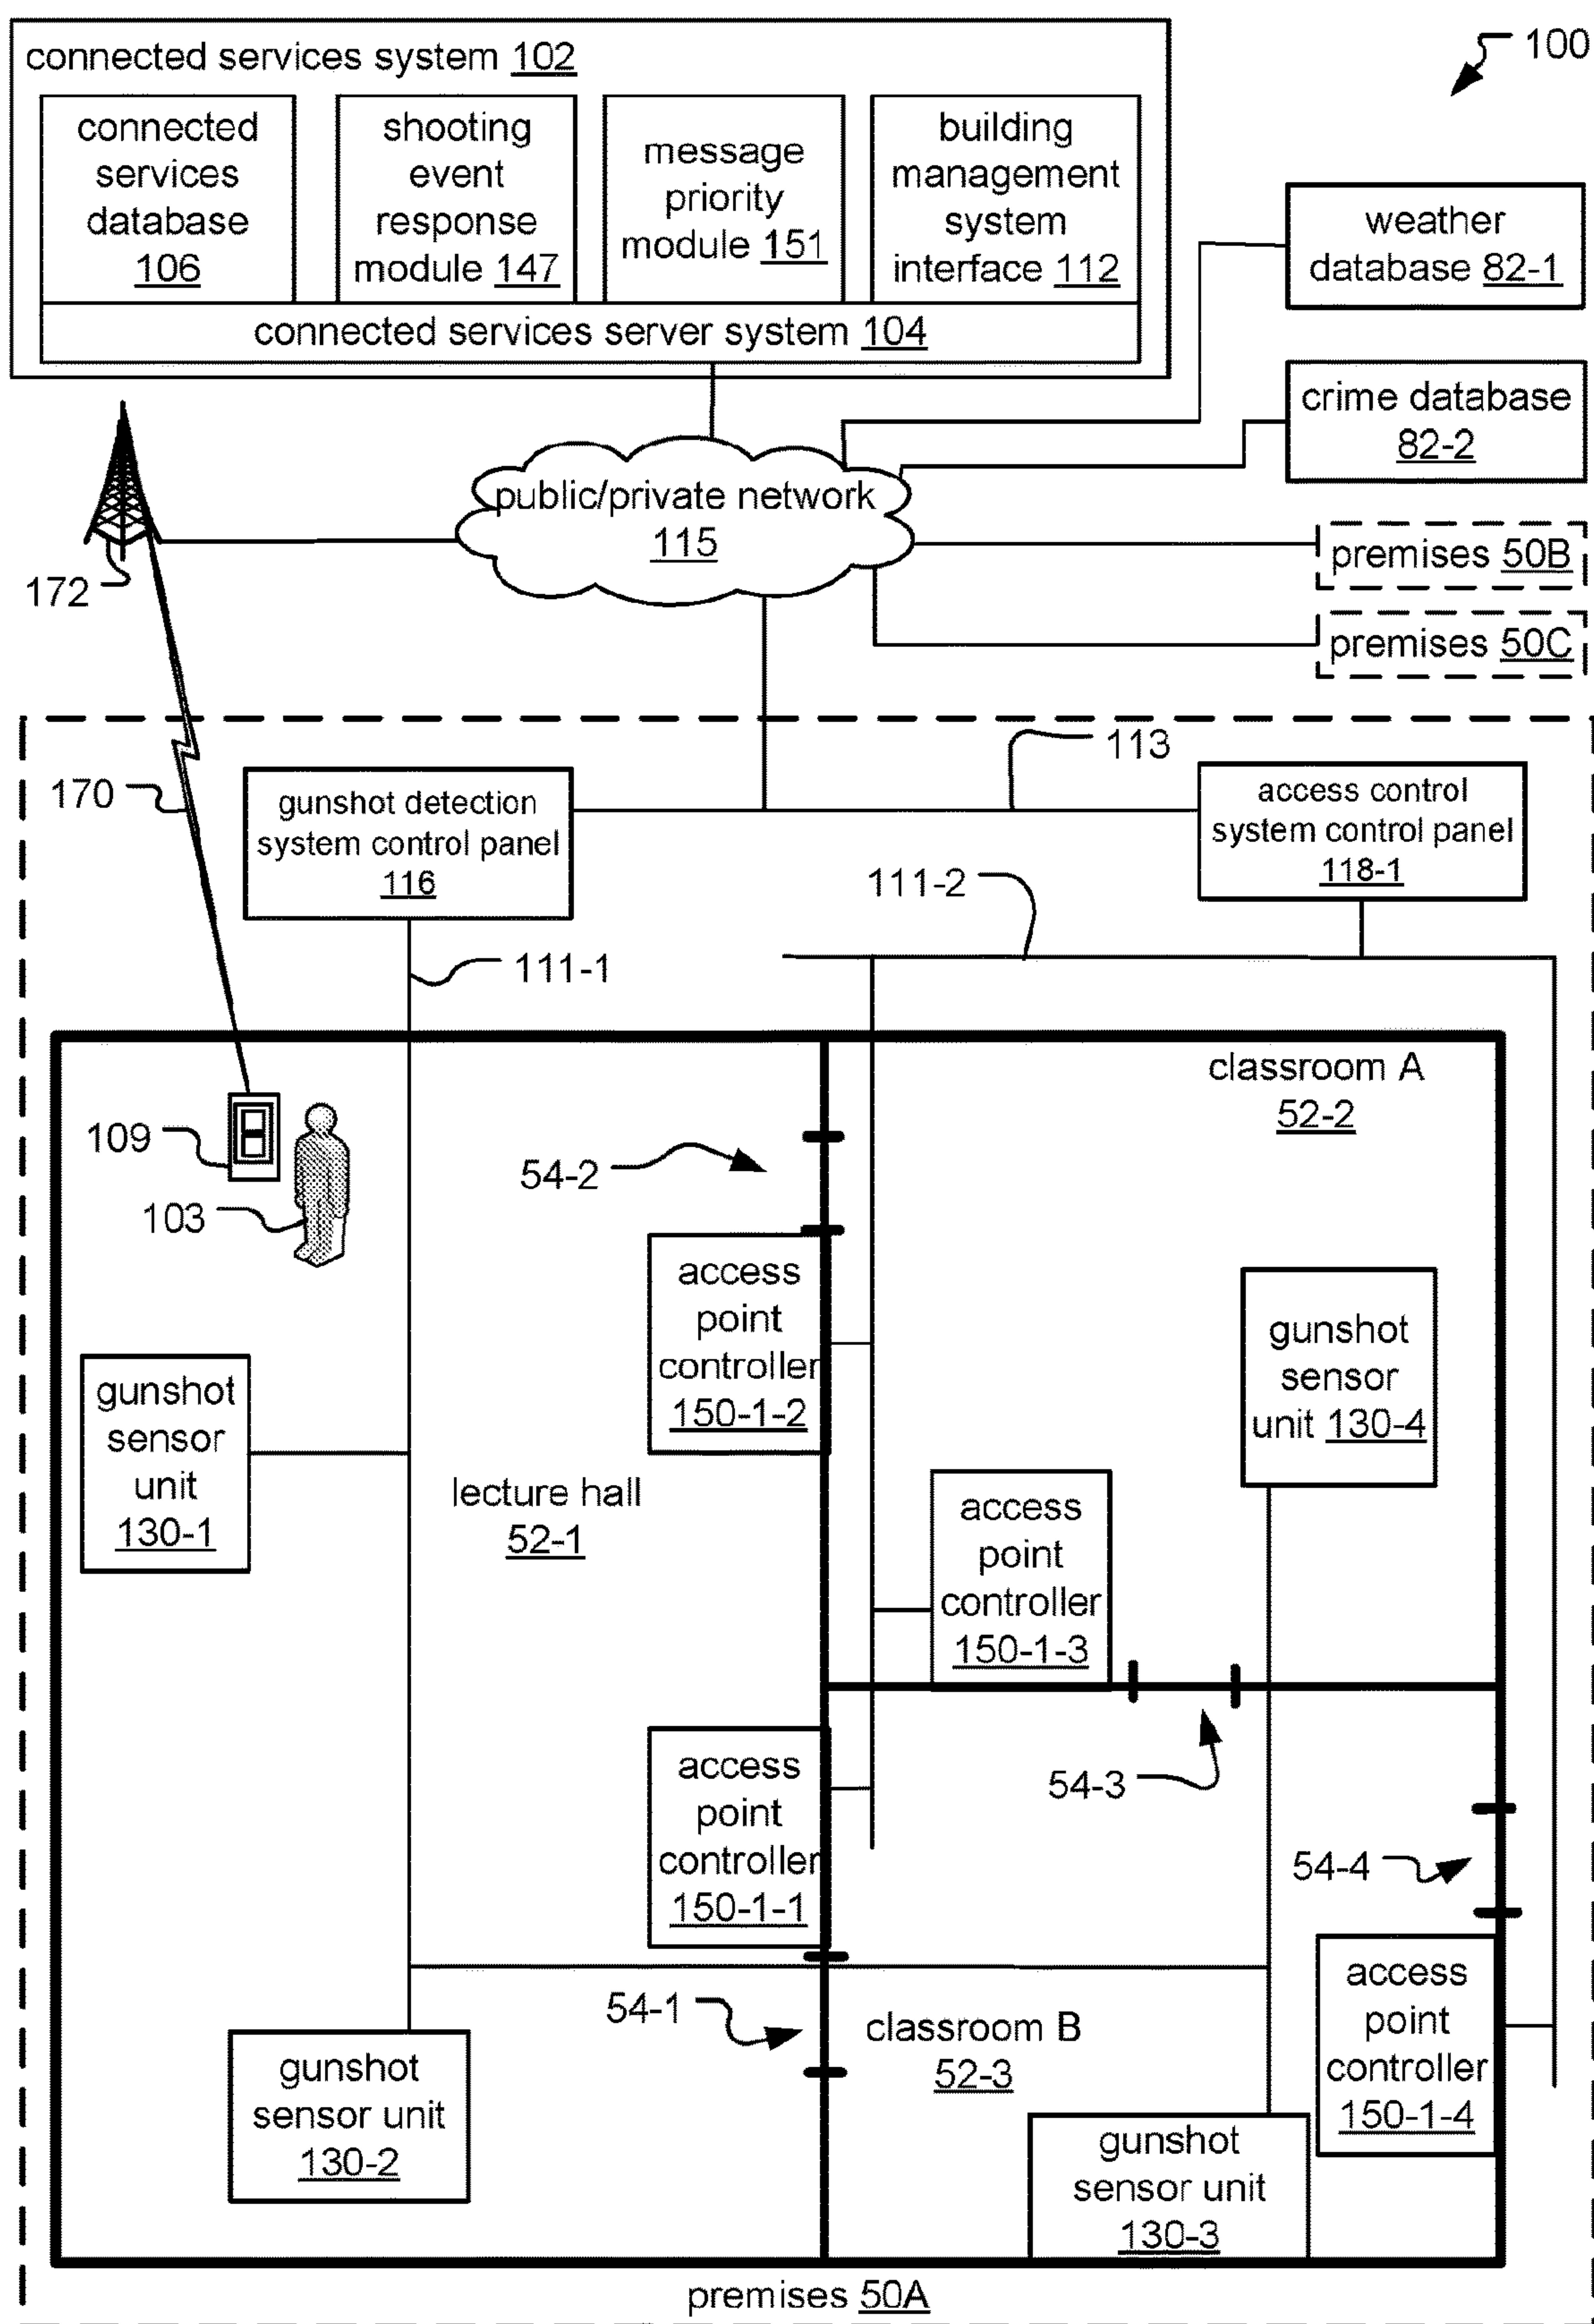 100
connected services system 102
connected
services
database
106
shooting
event
response
module 147
message
priority
module 151
building
management
system
interface 112
connected services server system 104
weather
database 82-1
crime database
82-2
public/private network
115
premises 50B
premises 50C
172
170
113
gunshot detection
system control panel
116
access control
system control panel
118-1
111-2
111-1
classroom A
52-2
109
103
54-2
access
point
controller
150-1-2
gunshot
sensor
unit 130-4
gunshot
sensor
unit
130-1
lecture hall
52-1
access
point
controller
150-1-3
access
point
controller
150-1-1
54-3
54-4
54-1
classroom B
52-3
access
point
controller
150-1-4
gunshot
sensor unit
130-2
gunshot
sensor unit
130-3
premises 50A